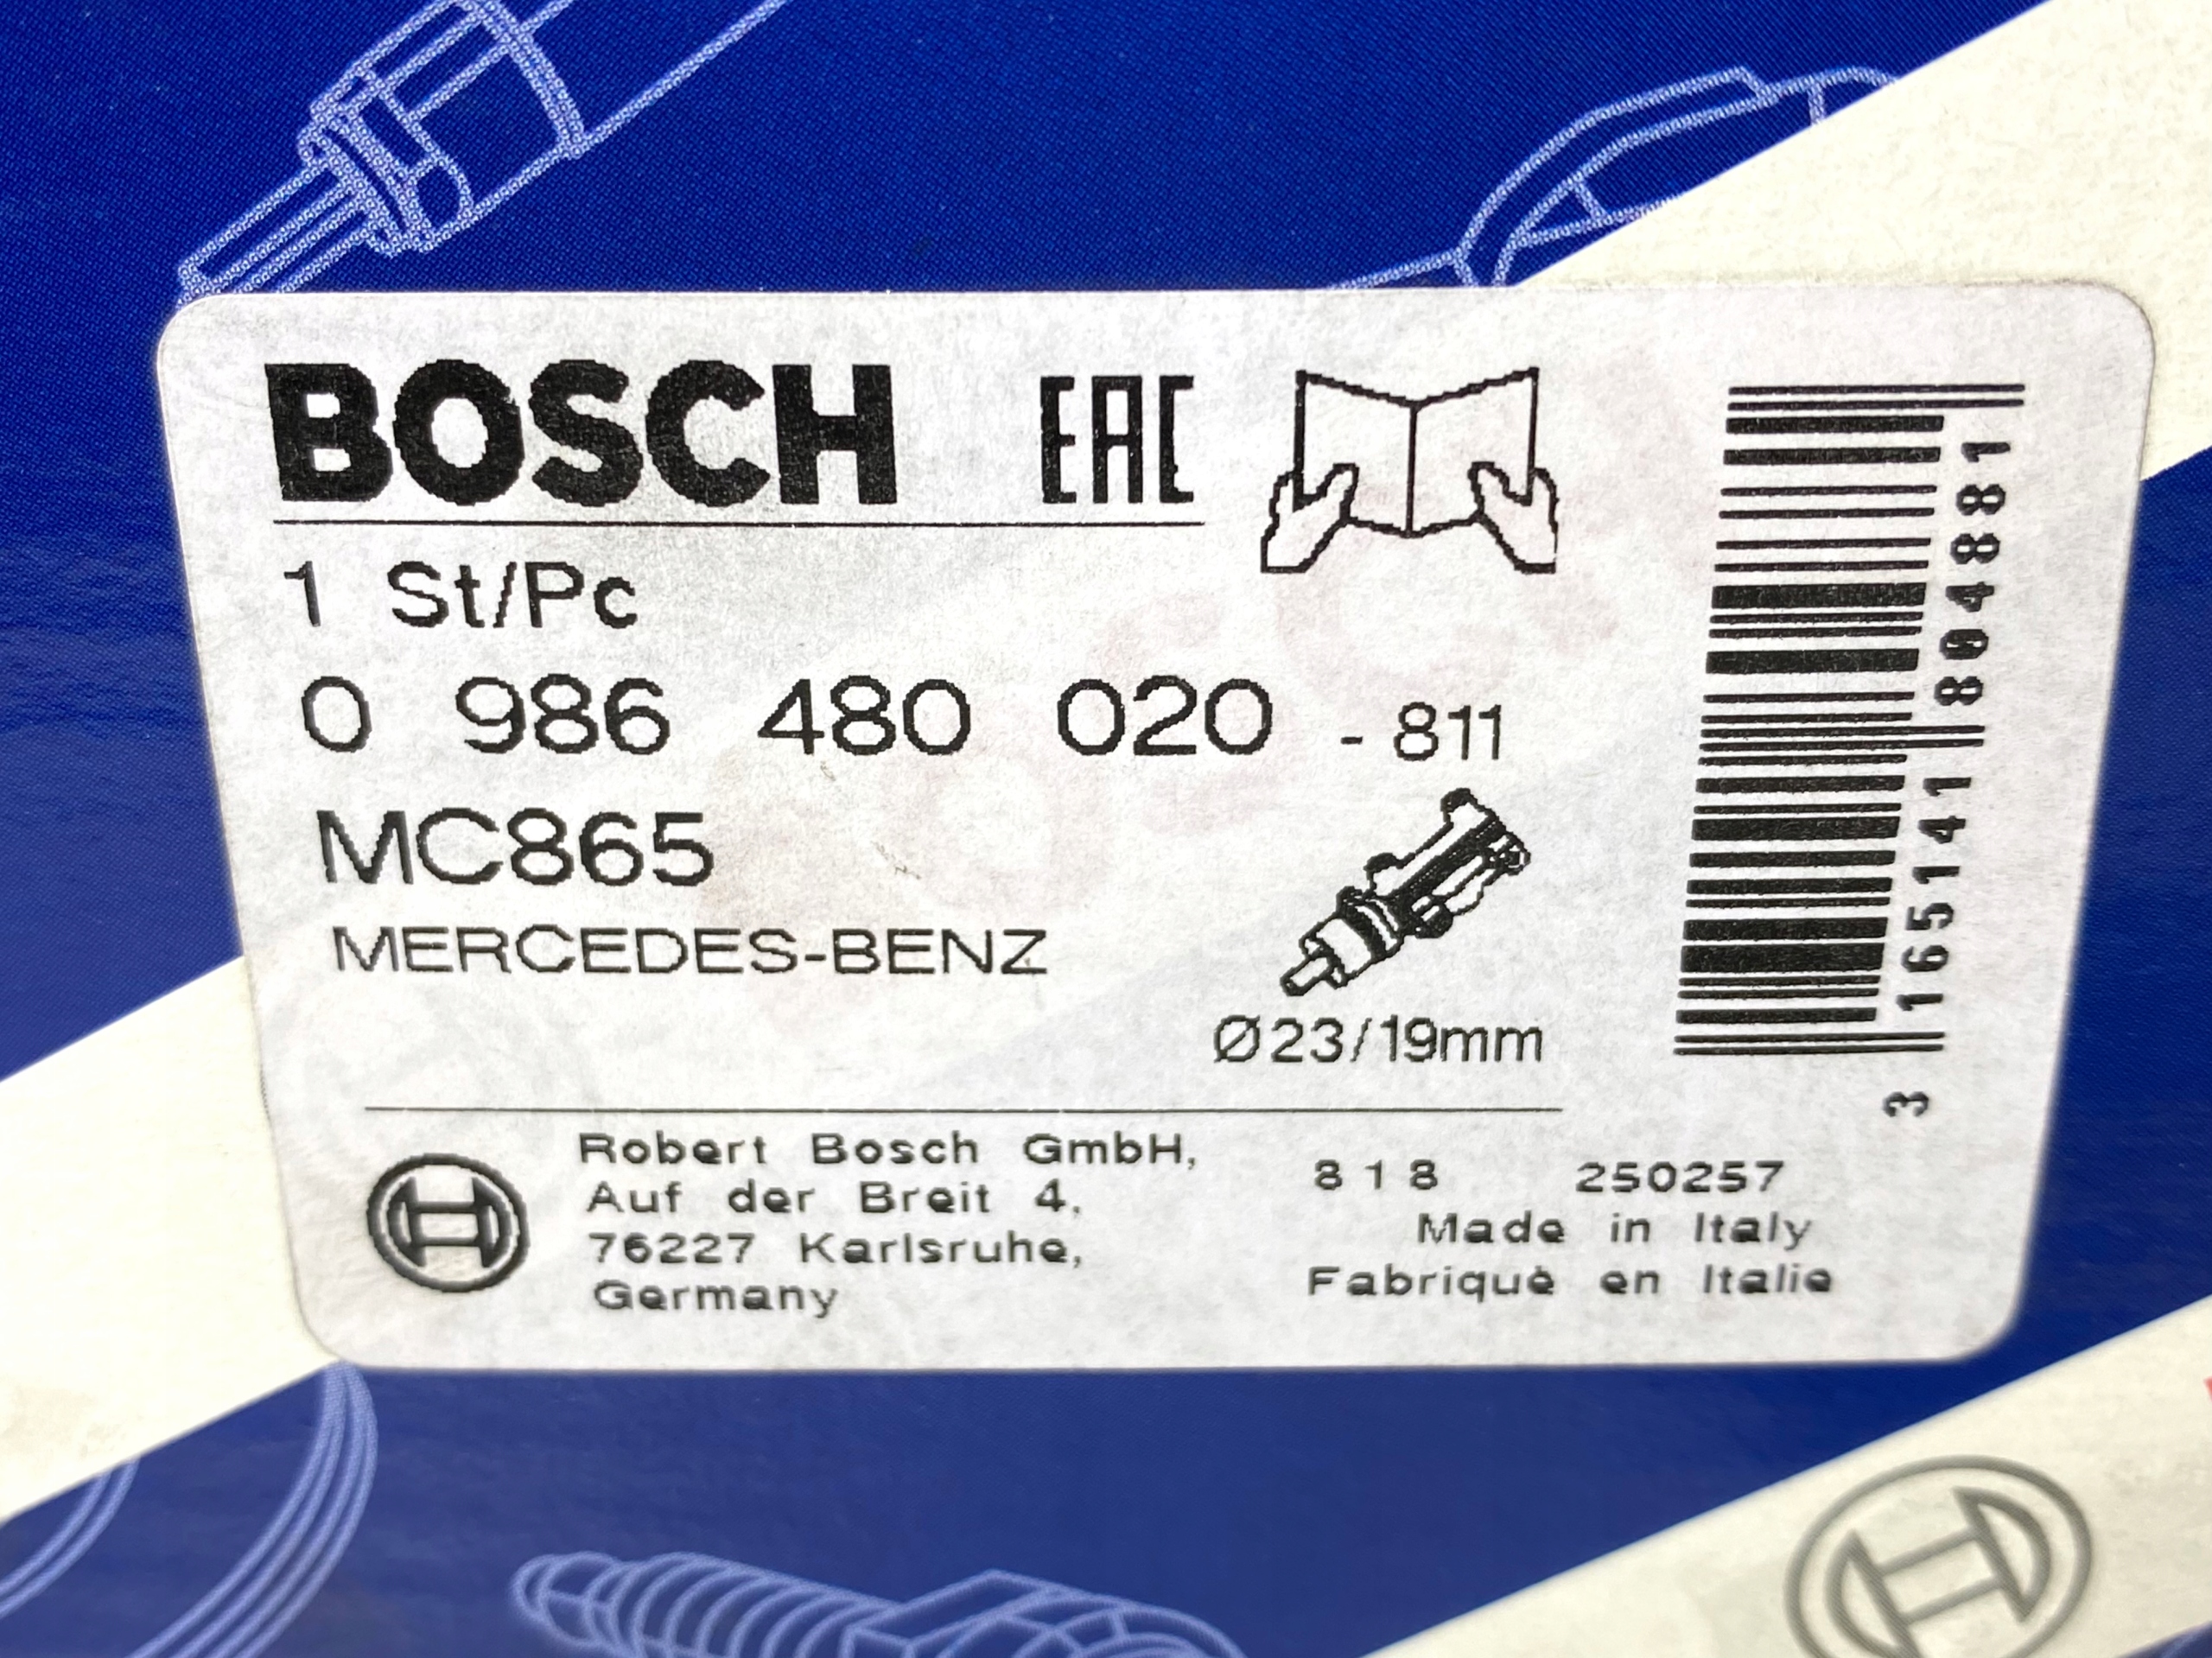 BOSCH EAC
1 St/Pc
0 986 480 020 - 811
MC865
MERCEDES-BENZ
Ø23/19mm
3 165141 804881
Robert Bosch GmbH,
Auf der Breit 4,
76227 Karlsruhe,
Germany
818 250257
Made in Italy
Fabriqué en Italie